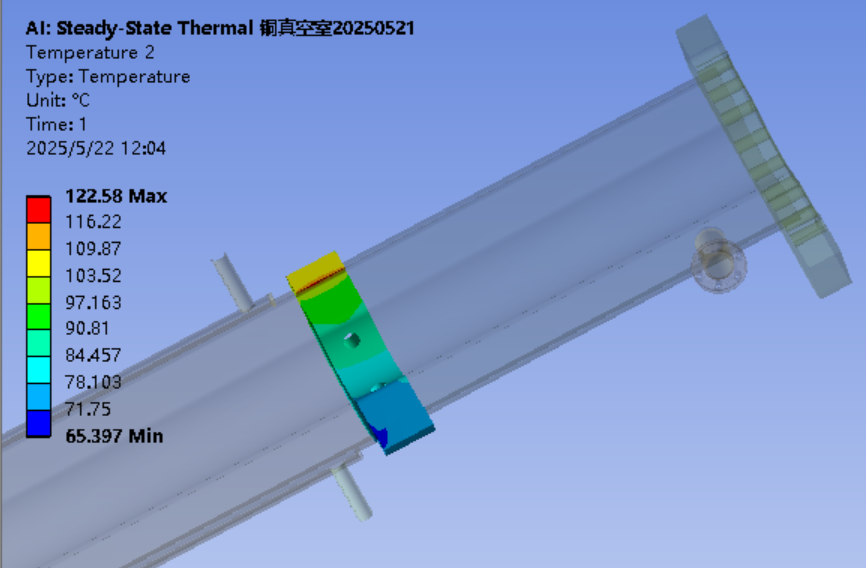 AI: Steady-State Thermal 铜真空室20250521
Temperature 2
Type: Temperature
Unit: °C
Time: 1
2025/5/22 12:04
122.58 Max
116.22
109.87
103.52
97.163
90.81
84.457
78.103
71.75
65.397 Min